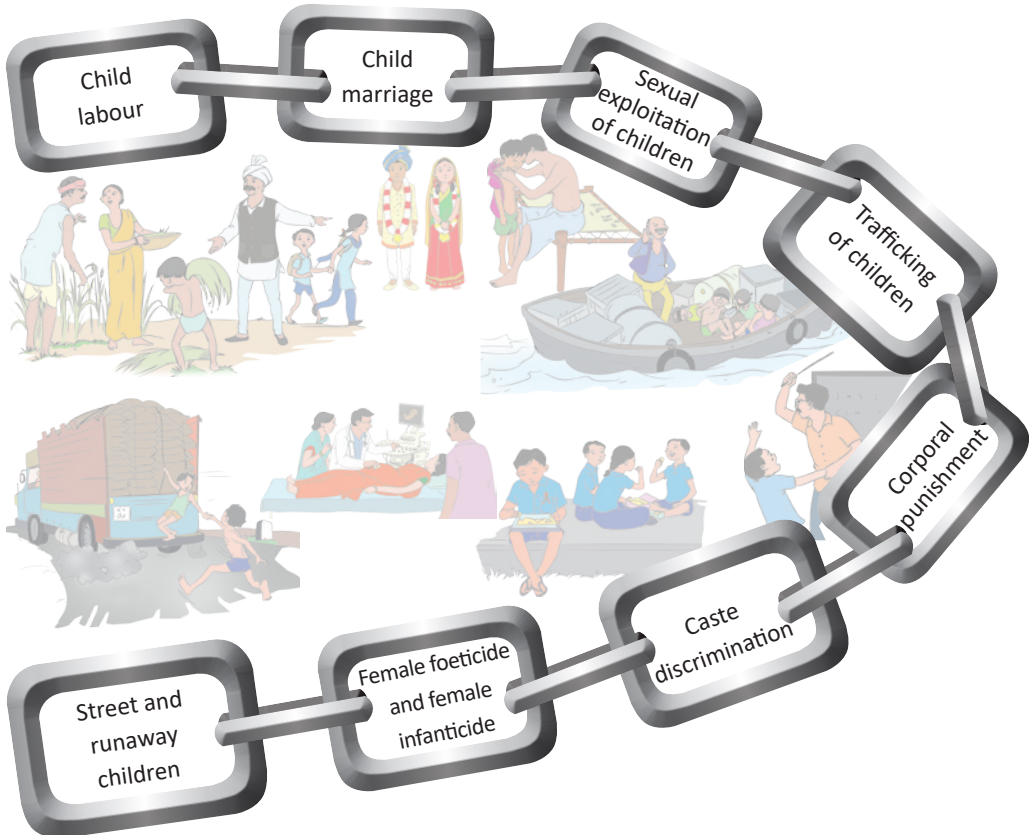 Child
labour
Child
marriage
Sexual
exploitation
of children
Trafficking
of children
Corporal
punishment
Caste
discrimination
Female foeticide
and female
infanticide
Street and
runaway
children